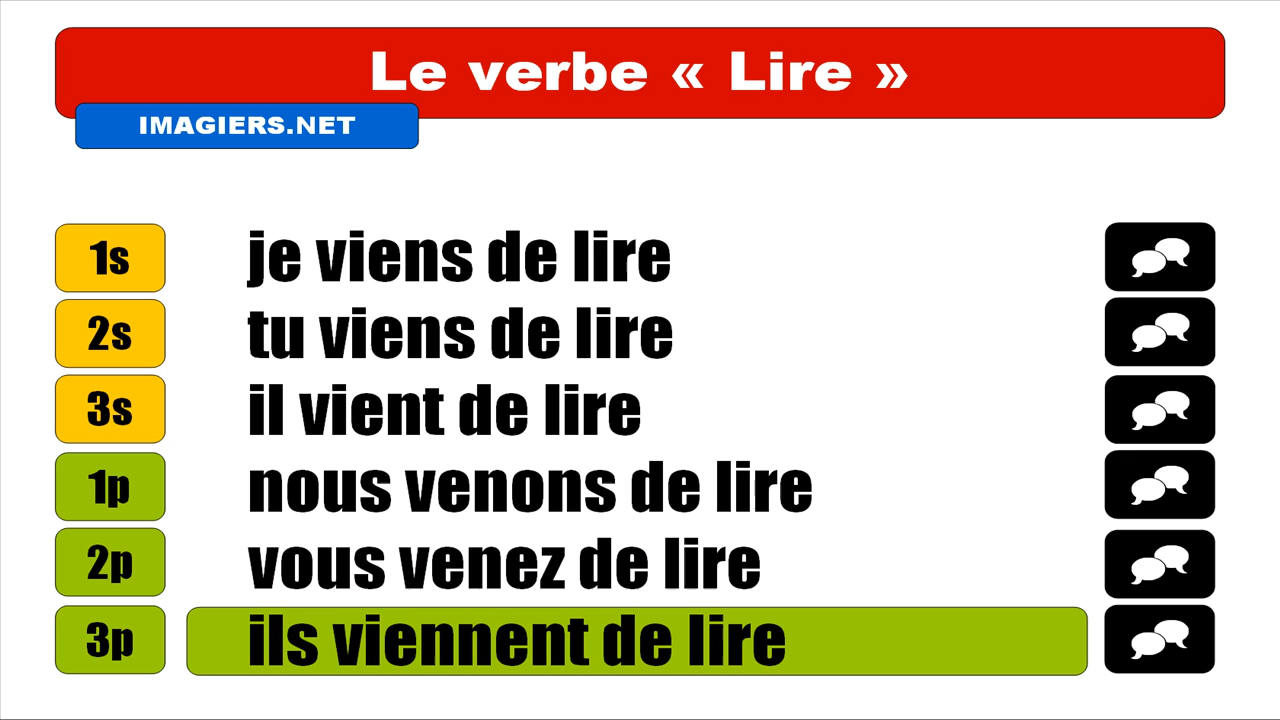 Le verbe « Lire »
IMAGIERS.NET
1s je viens de lire
2s tu viens de lire
3s il vient de lire
1p nous venons de lire
2p vous venez de lire
3p ils viennent de lire